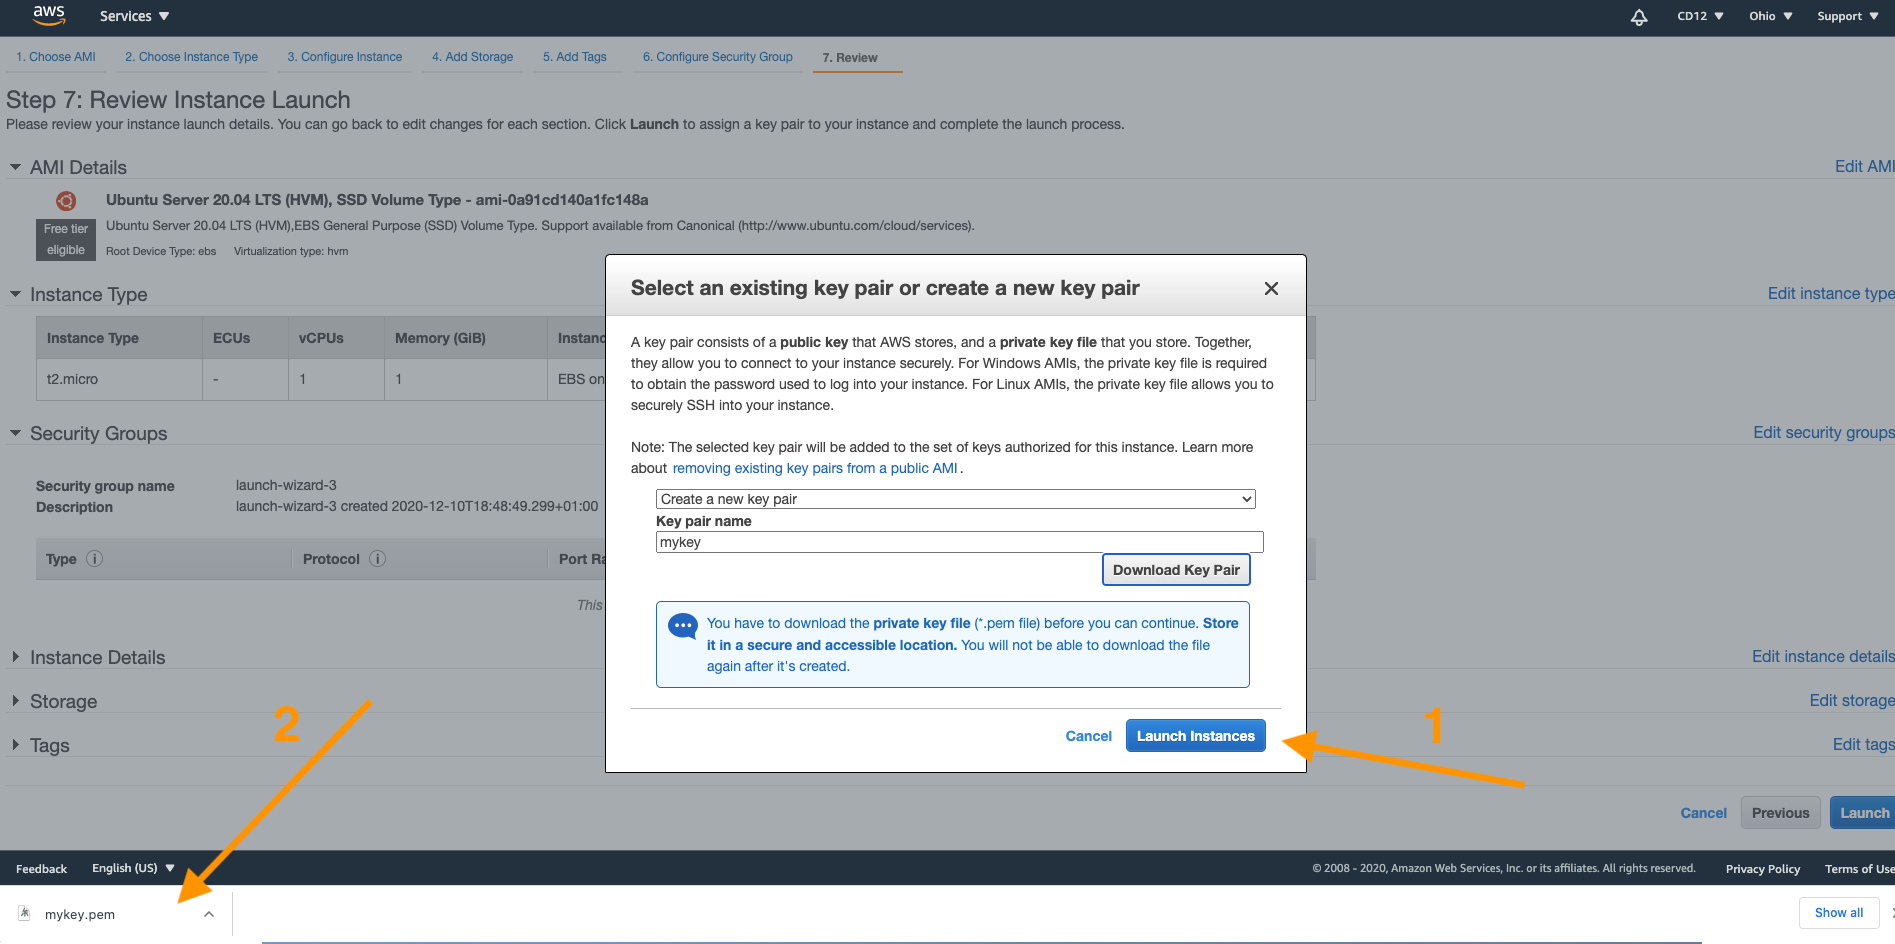 aws Services CD12 Ohio Support
1. Choose AMI 2. Choose Instance Type 3. Configure Instance 4. Add Storage 5. Add Tags 6. Configure Security Group 7. Review
Step 7: Review Instance Launch
Please review your instance launch details. You can go back to edit changes for each section. Click Launch to assign a key pair to your instance and complete the launch process.
AMI Details Edit AMI
Ubuntu Server 20.04 LTS (HVM), SSD Volume Type - ami-0a91cd140a1fc148a
Free tier eligible
Ubuntu Server 20.04 LTS (HVM),EBS General Purpose (SSD) Volume Type. Support available from Canonical (http://www.ubuntu.com/cloud/services).
Root Device Type: ebs Virtualization type: hvm
Instance Type Edit instance type
Instance Type ECUs vCPUs Memory (GiB) Instanc
t2.micro - 1 1 EBS on
Security Groups Edit security groups
Security group name launch-wizard-3
Description launch-wizard-3 created 2020-12-10T18:48:49.299+01:00
Type i Protocol i Port Ra
This
Instance Details Edit instance details
Storage Edit storage
Tags Edit tags
Select an existing key pair or create a new key pair
A key pair consists of a public key that AWS stores, and a private key file that you store. Together,
they allow you to connect to your instance securely. For Windows AMIs, the private key file is required
to obtain the password used to log into your instance. For Linux AMIs, the private key file allows you to
securely SSH into your instance.
Note: The selected key pair will be added to the set of keys authorized for this instance. Learn more
about removing existing key pairs from a public AMI .
Create a new key pair
Key pair name
mykey
Download Key Pair
You have to download the private key file (*.pem file) before you can continue. Store
it in a secure and accessible location. You will not be able to download the file
again after it's created.
Cancel Launch Instances
2
1
Cancel Previous Launch
Feedback English (US) © 2008 - 2020, Amazon Web Services, Inc. or its affiliates. All rights reserved. Privacy Policy Terms of Use
mykey.pem Show all